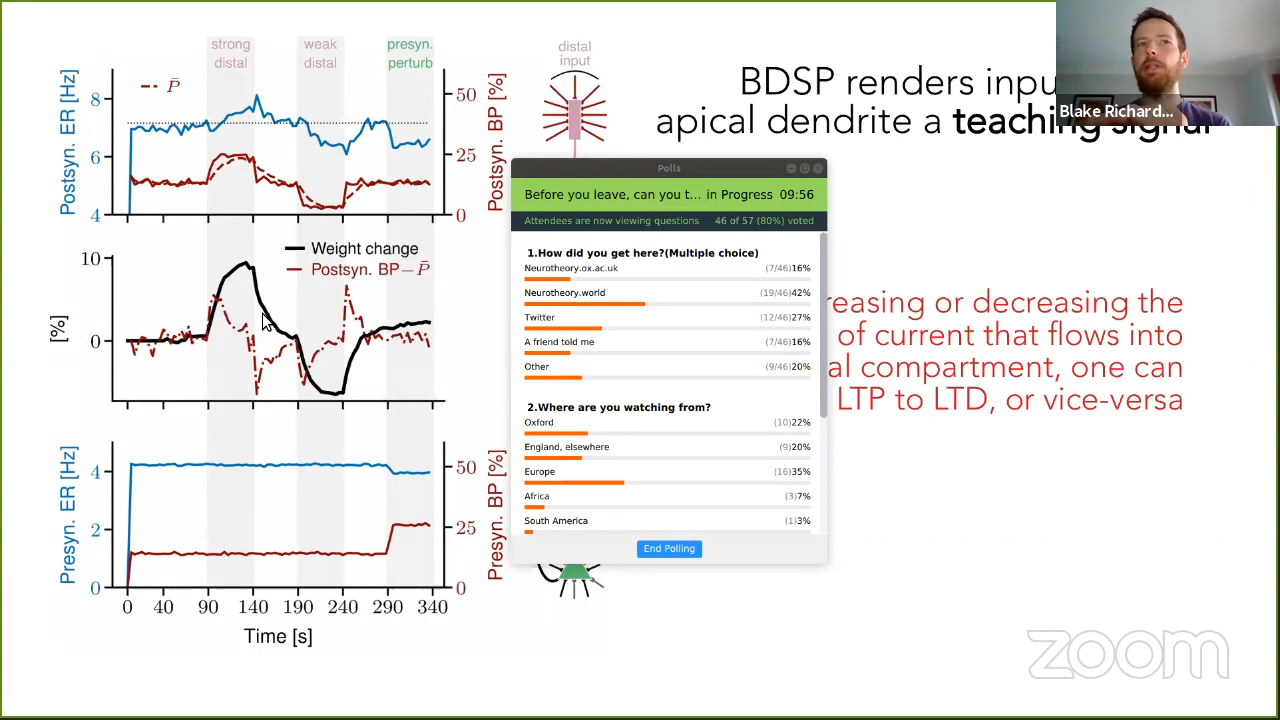 strong distal
weak distal
presyn. perturb
distal input
BDSP renders inpu
apical dendrite a teaching signal
Blake Richard...
P̄
Postsyn. ER [Hz]
8
6
4
50
25
0
Postsyn. BP [%]
Polls
Before you leave, can you t... in Progress 09:56
Attendees are now viewing questions 46 of 57 (80%) voted
1.How did you get here?(Multiple choice)
Neurotheory.ox.ac.uk (7/46)16%
Neurotheory.world (19/46)42%
Twitter (12/46)27%
A friend told me (7/46)16%
Other (9/46)20%
2.Where are you watching from?
Oxford (10)22%
England, elsewhere (9)20%
Europe (16)35%
Africa (3)7%
South America (1)3%
End Polling
Weight change
Postsyn. BP−P̄
10
0
[%]
reasing or decreasing the
of current that flows into
al compartment, one can
LTP to LTD, or vice-versa
Presyn. ER [Hz]
4
2
0
50
25
0
Presyn. BP [%]
0 40 90 140 190 240 290 340
Time [s]
zoom